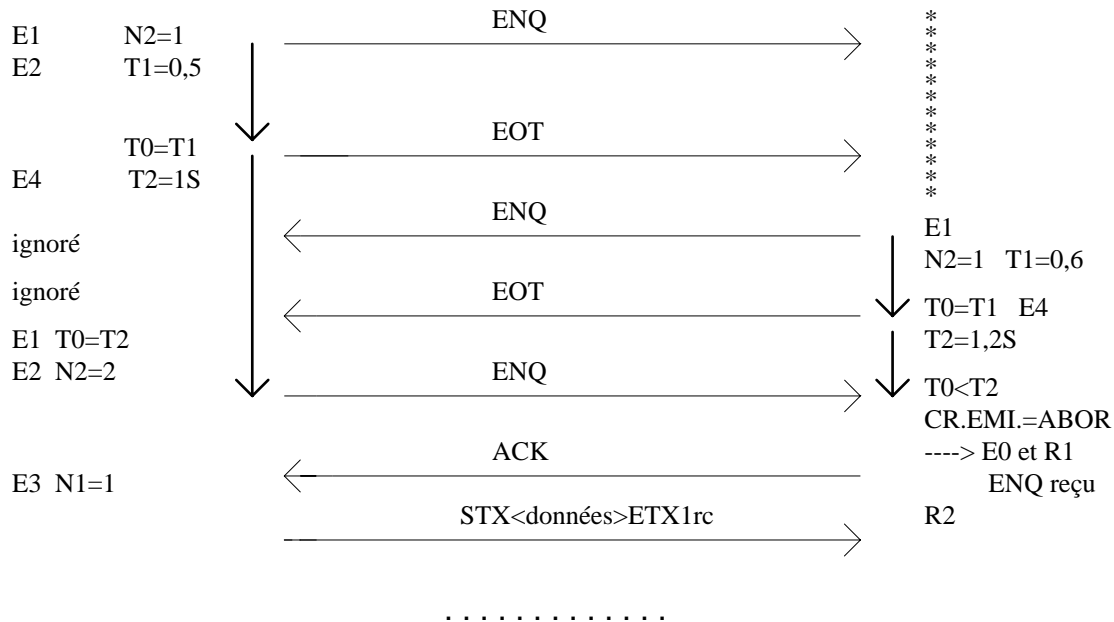 ENQ
*
*
*
*
*
*
*
*
*
*
*
*
E1 N2=1
E2 T1=0,5
EOT
T0=T1
E4 T2=1S
ENQ
E1
ignoré
N2=1 T1=0,6
ignoré
EOT
T0=T1 E4
E1 T0=T2
T2=1,2S
E2 N2=2
ENQ
T0<T2
CR.EMI.=ABOR
ACK
----> E0 et R1
E3 N1=1
ENQ reçu
STX<données>ETX1rc
R2
. . . . . . . . . . . . .